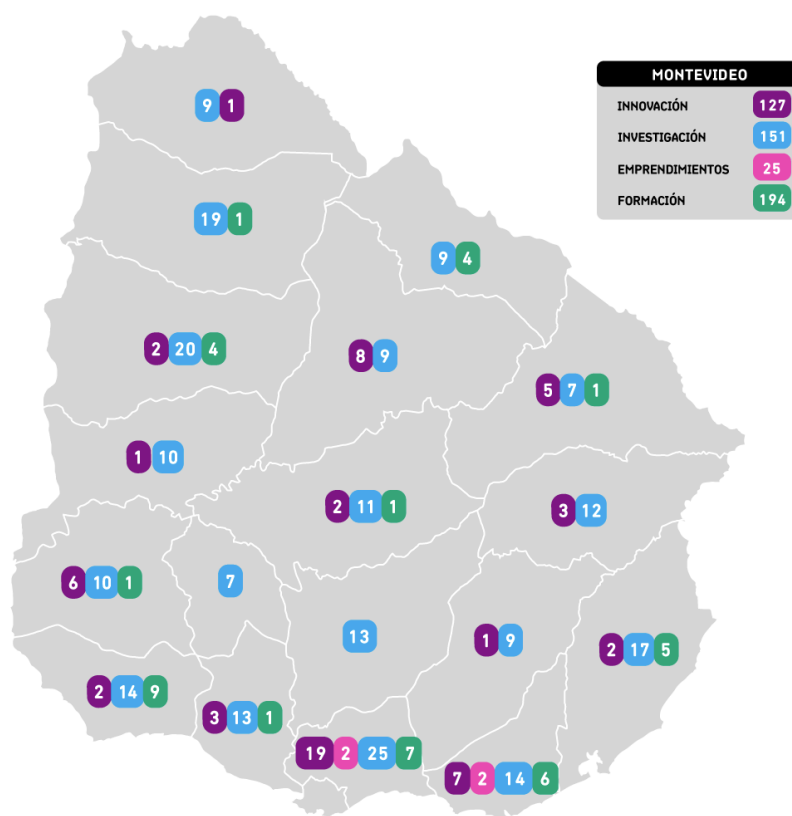 MONTEVIDEO
INNOVACIÓN 127
INVESTIGACIÓN 151
EMPRENDIMIENTOS 25
FORMACIÓN 194
9 1
19 1
9 4
2 20 4
8 9
5 7 1
1 10
2 11 1
3 12
6 10 1
7
13
1 9
2 17 5
2 14 9
3 13 1
19 2 25 7
7 2 14 6